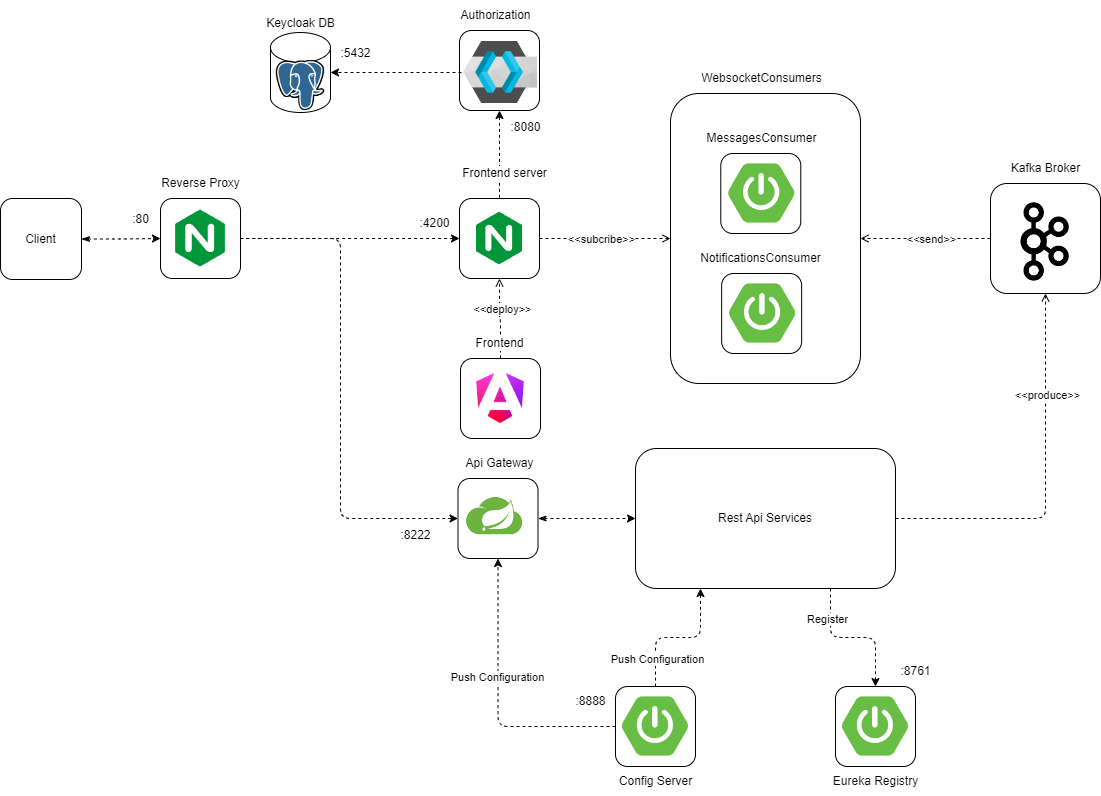 Keycloak DB
Authorization
:5432
WebsocketConsumers
:8080
MessagesConsumer
Kafka Broker
Reverse Proxy
Frontend server
Client
:80
:4200
<<subcribe>>
<<send>>
NotificationsConsumer
<<deploy>>
Frontend
<<produce>>
Api Gateway
Rest Api Services
:8222
Register
Push Configuration
Push Configuration
:8761
:8888
Config Server
Eureka Registry